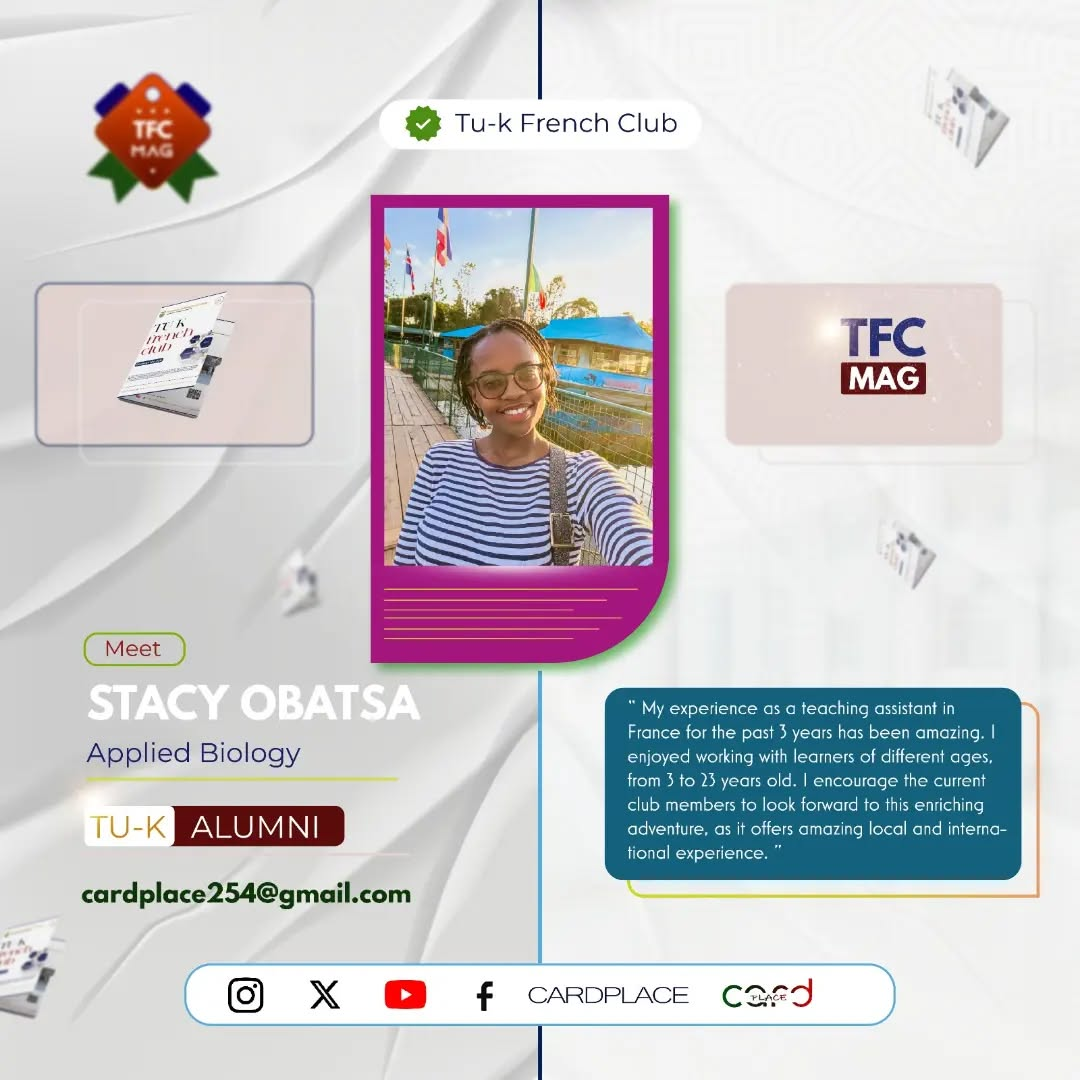 TFC
MAG
Tu-k French Club
TU-K
french
club
TFC
MAG
Meet
STACY OBATSA
Applied Biology
TU-K ALUMNI
cardplace254@gmail.com
" My experience as a teaching assistant in
France for the past 3 years has been amazing. I
enjoyed working with learners of different ages,
from 3 to 23 years old. I encourage the current
club members to look forward to this enriching
adventure, as it offers amazing local and interna-
tional experience. "
CARDPLACE
card
PLACE